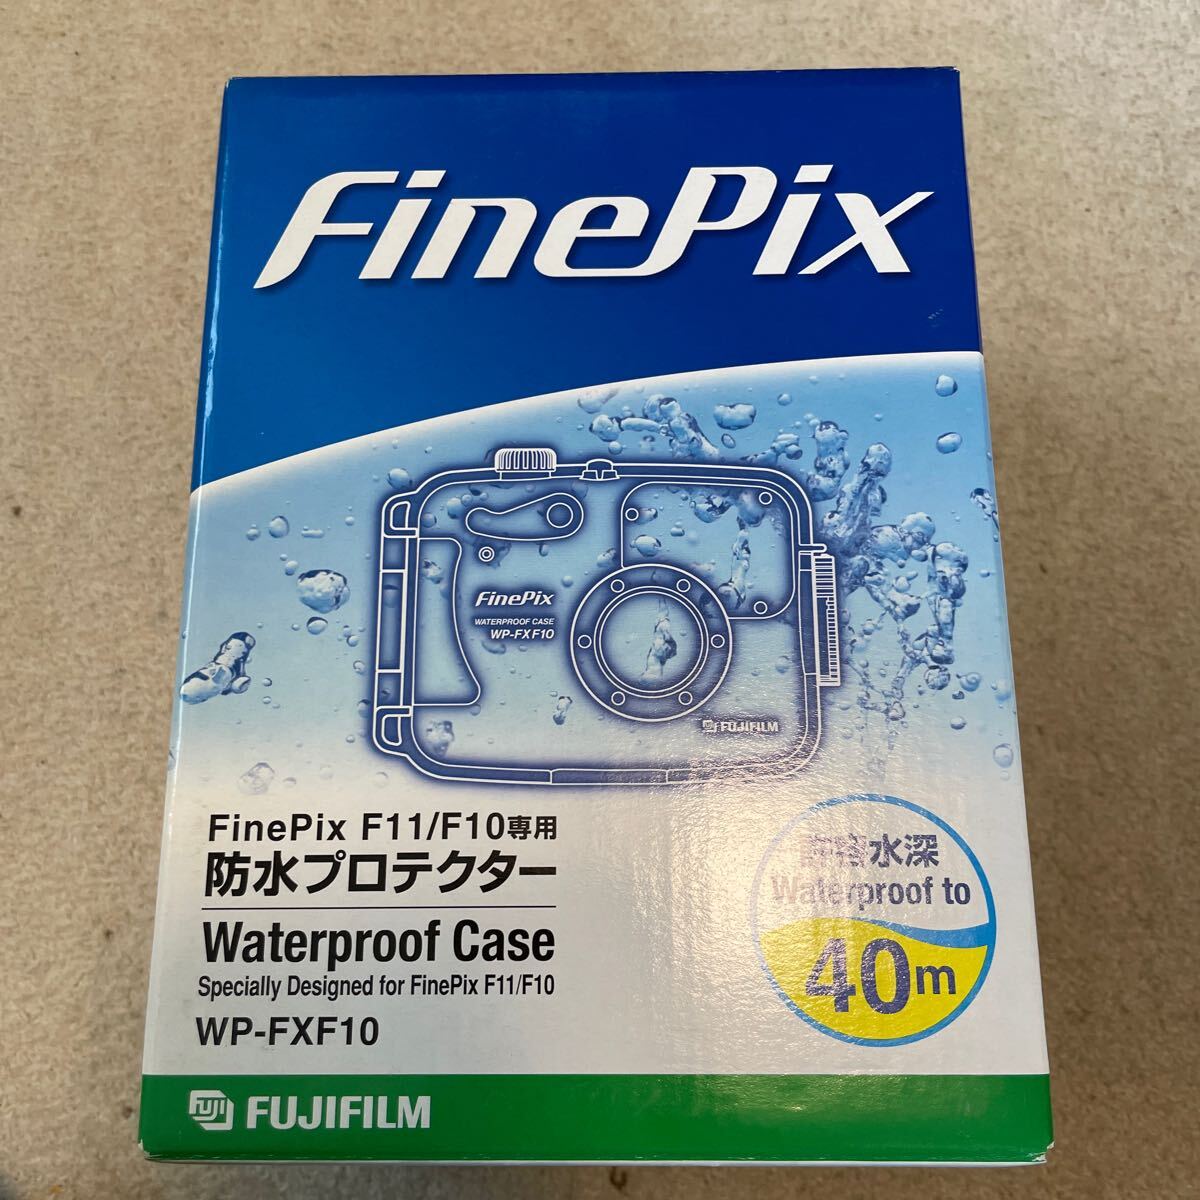 FinePix
FinePix
WATERPROOF CASE
WP-FXF10
FUJIFILM
FinePix F11/F10専用
防水プロテクター
Waterproof Case
Specially Designed for FinePix F11/F10
WP-FXF10
水深
Waterproof to
40m
FUJI FUJIFILM